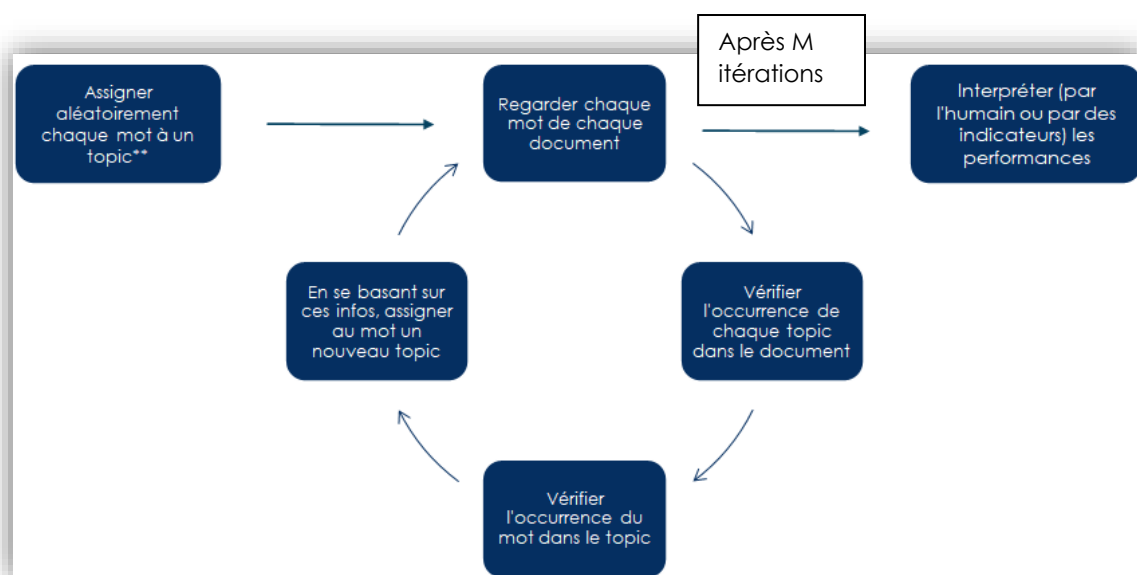 Après M
itérations
Assigner
aléatoirement
chaque mot à un
topic**
Regarder chaque
mot de chaque
document
Interpréter (par
l'humain ou par des
indicateurs) les
performances
En se basant sur
ces infos, assigner
au mot un
nouveau topic
Vérifier
l'occurrence de
chaque topic
dans le document
Vérifier
l'occurrence du
mot dans le topic